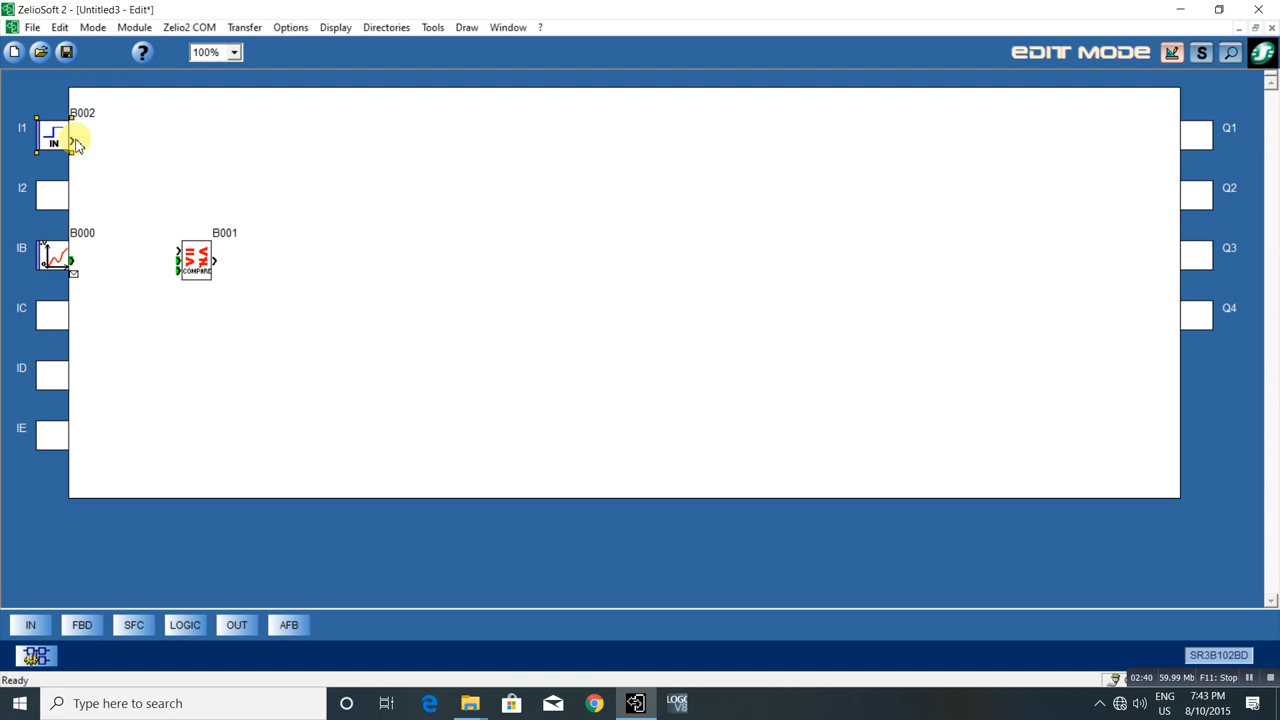 ZelioSoft 2 - [Untitled3 - Edit*]
File Edit Mode Module Zelio2 COM Transfer Options Display Directories Tools Draw Window ?
? 100% EDIT MODE S
B002
I1 Q1
IN
I2 Q2
B000 B001
IB Q3
COMPARE
IC Q4
ID
IE
IN FBD SFC LOGIC OUT AFB
SR3B102BD
Ready
02:40 59.99 Mb F11: Stop
Type here to search
ENG 7:43 PM
US 8/10/2015